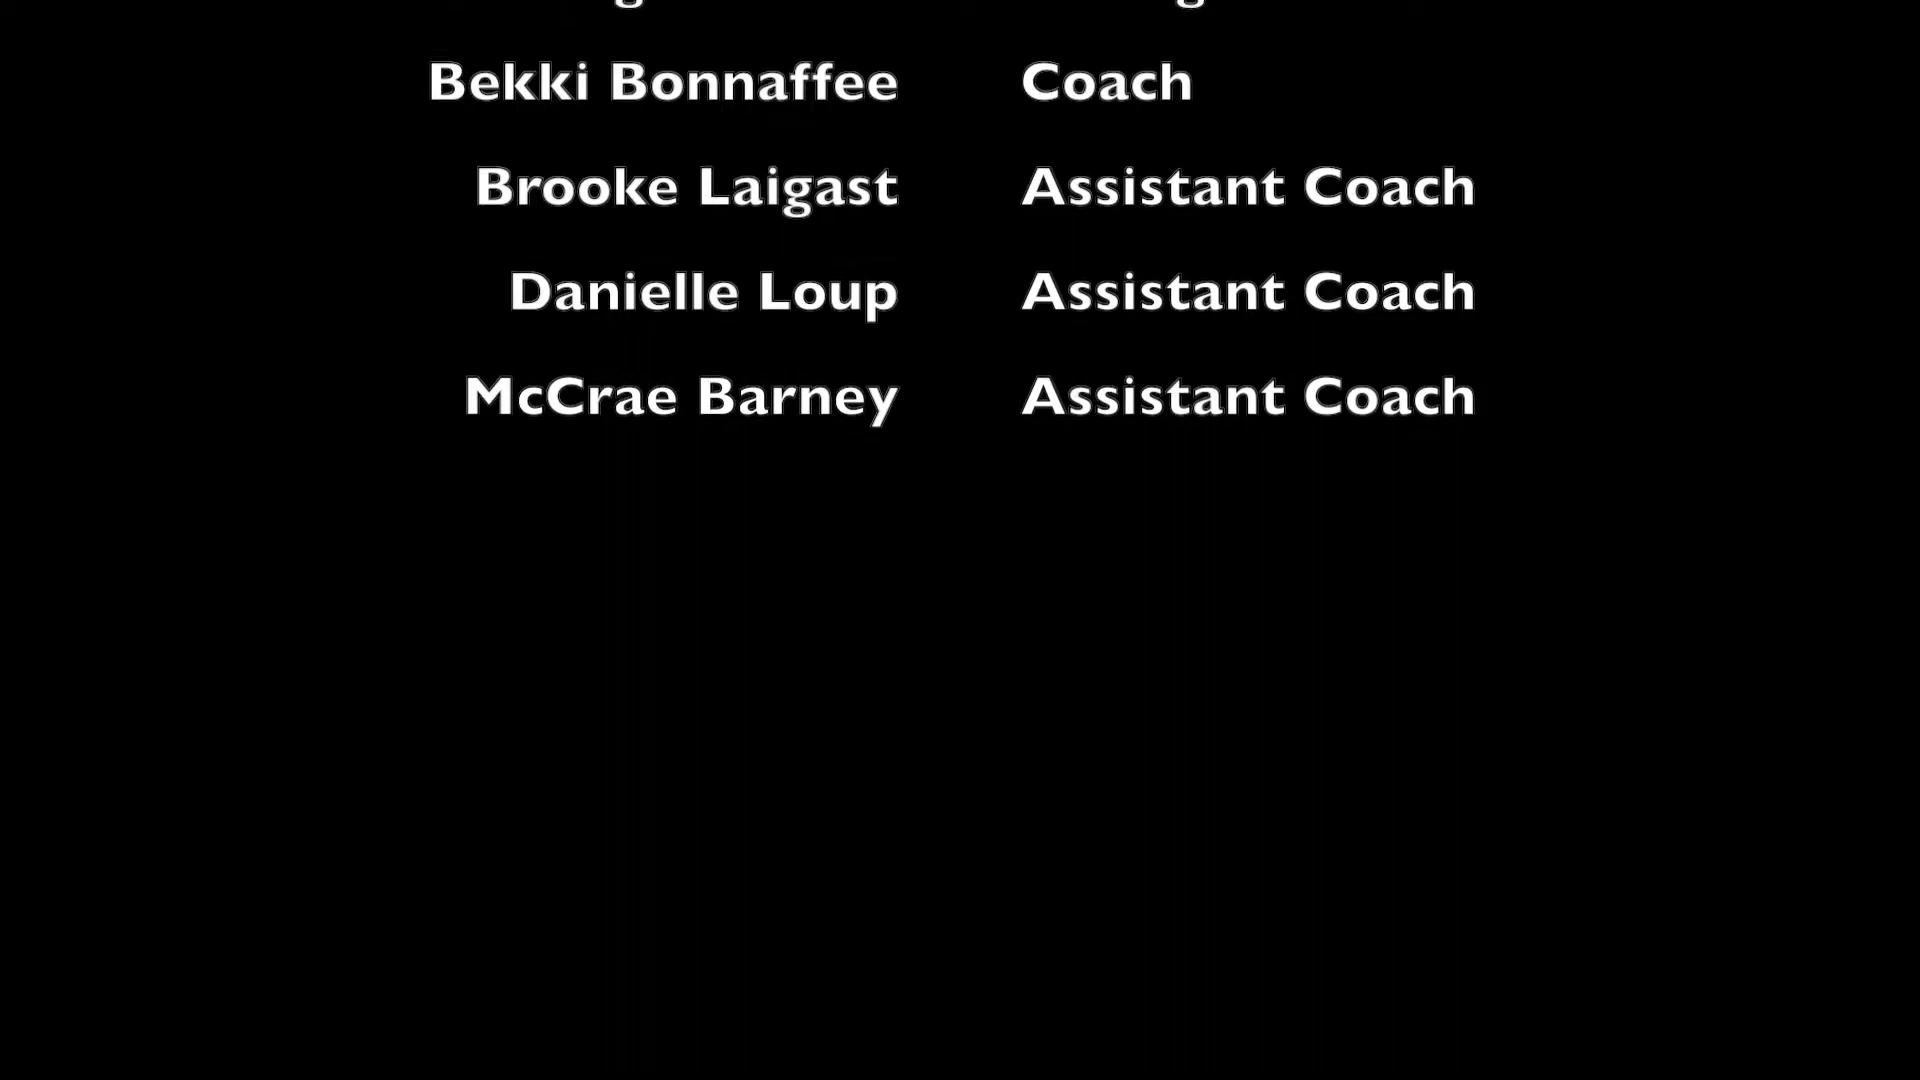 Bekki Bonnaffee Coach
Brooke Laigast Assistant Coach
Danielle Loup Assistant Coach
McCrae Barney Assistant Coach